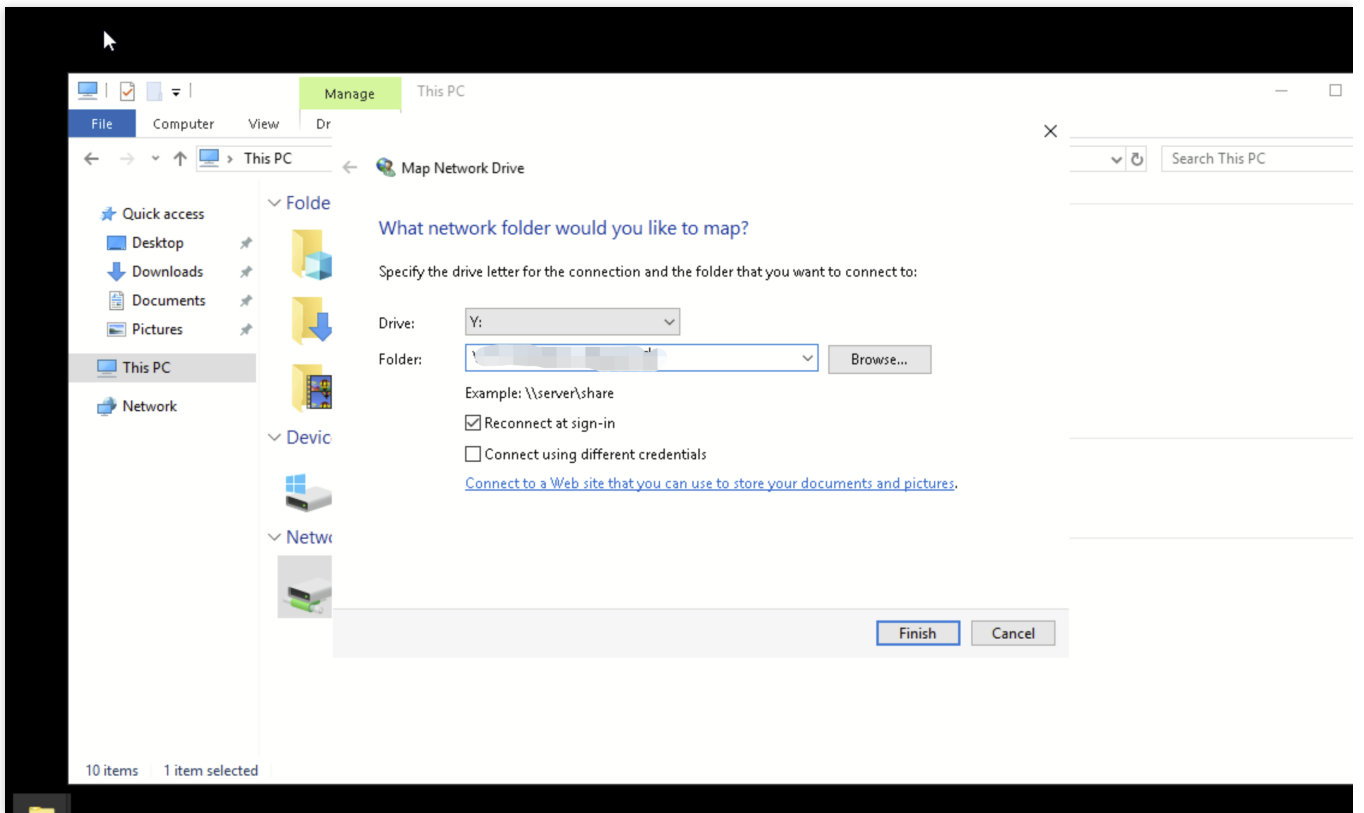 Manage This PC
File Computer View Dr
This PC
Search This PC
Map Network Drive
Quick access
Desktop
Downloads
Documents
Pictures
This PC
Network
Folde
Devic
Netwo
What network folder would you like to map?
Specify the drive letter for the connection and the folder that you want to connect to:
Drive: Y:
Folder: Browse...
Example: \\server\share
Reconnect at sign-in
Connect using different credentials
Connect to a Web site that you can use to store your documents and pictures.
Finish Cancel
10 items 1 item selected